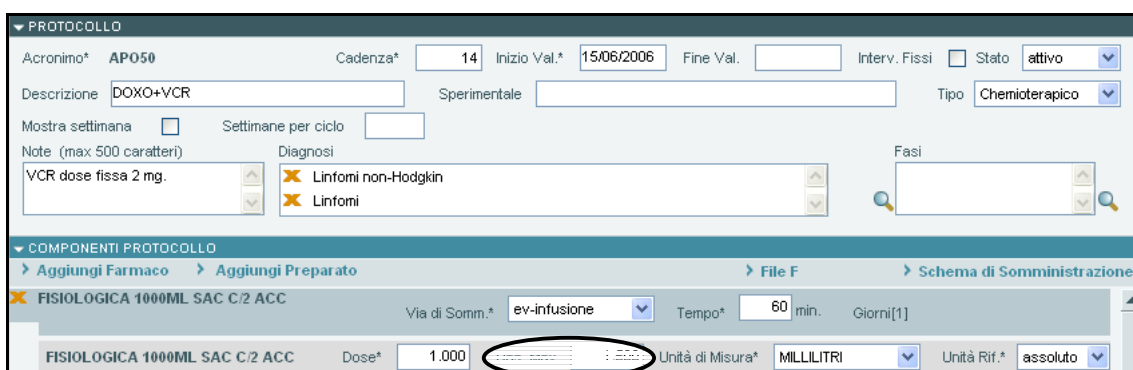 PROTOCOLLO
Acronimo* APO50 Cadenza* 14 Inizio Val.* 15/06/2006 Fine Val. Interv. Fissi Stato attivo
Descrizione DOXO+VCR Sperimentale Tipo Chemioterapico
Mostra settimana Settimane per ciclo
Note (max 500 caratteri) Diagnosi Fasi
VCR dose fissa 2 mg. Linfomi non-Hodgkin
Linfomi
COMPONENTI PROTOCOLLO
Aggiungi Farmaco Aggiungi Preparato File F Schema di Somministrazione
FISIOLOGICA 1000ML SAC C/2 ACC Via di Somm.* ev-infusione Tempo* 60 min. Giorni[1]
FISIOLOGICA 1000ML SAC C/2 ACC Dose* 1.000 Unità di Misura* MILLILITRI Unità Rif.* assoluto